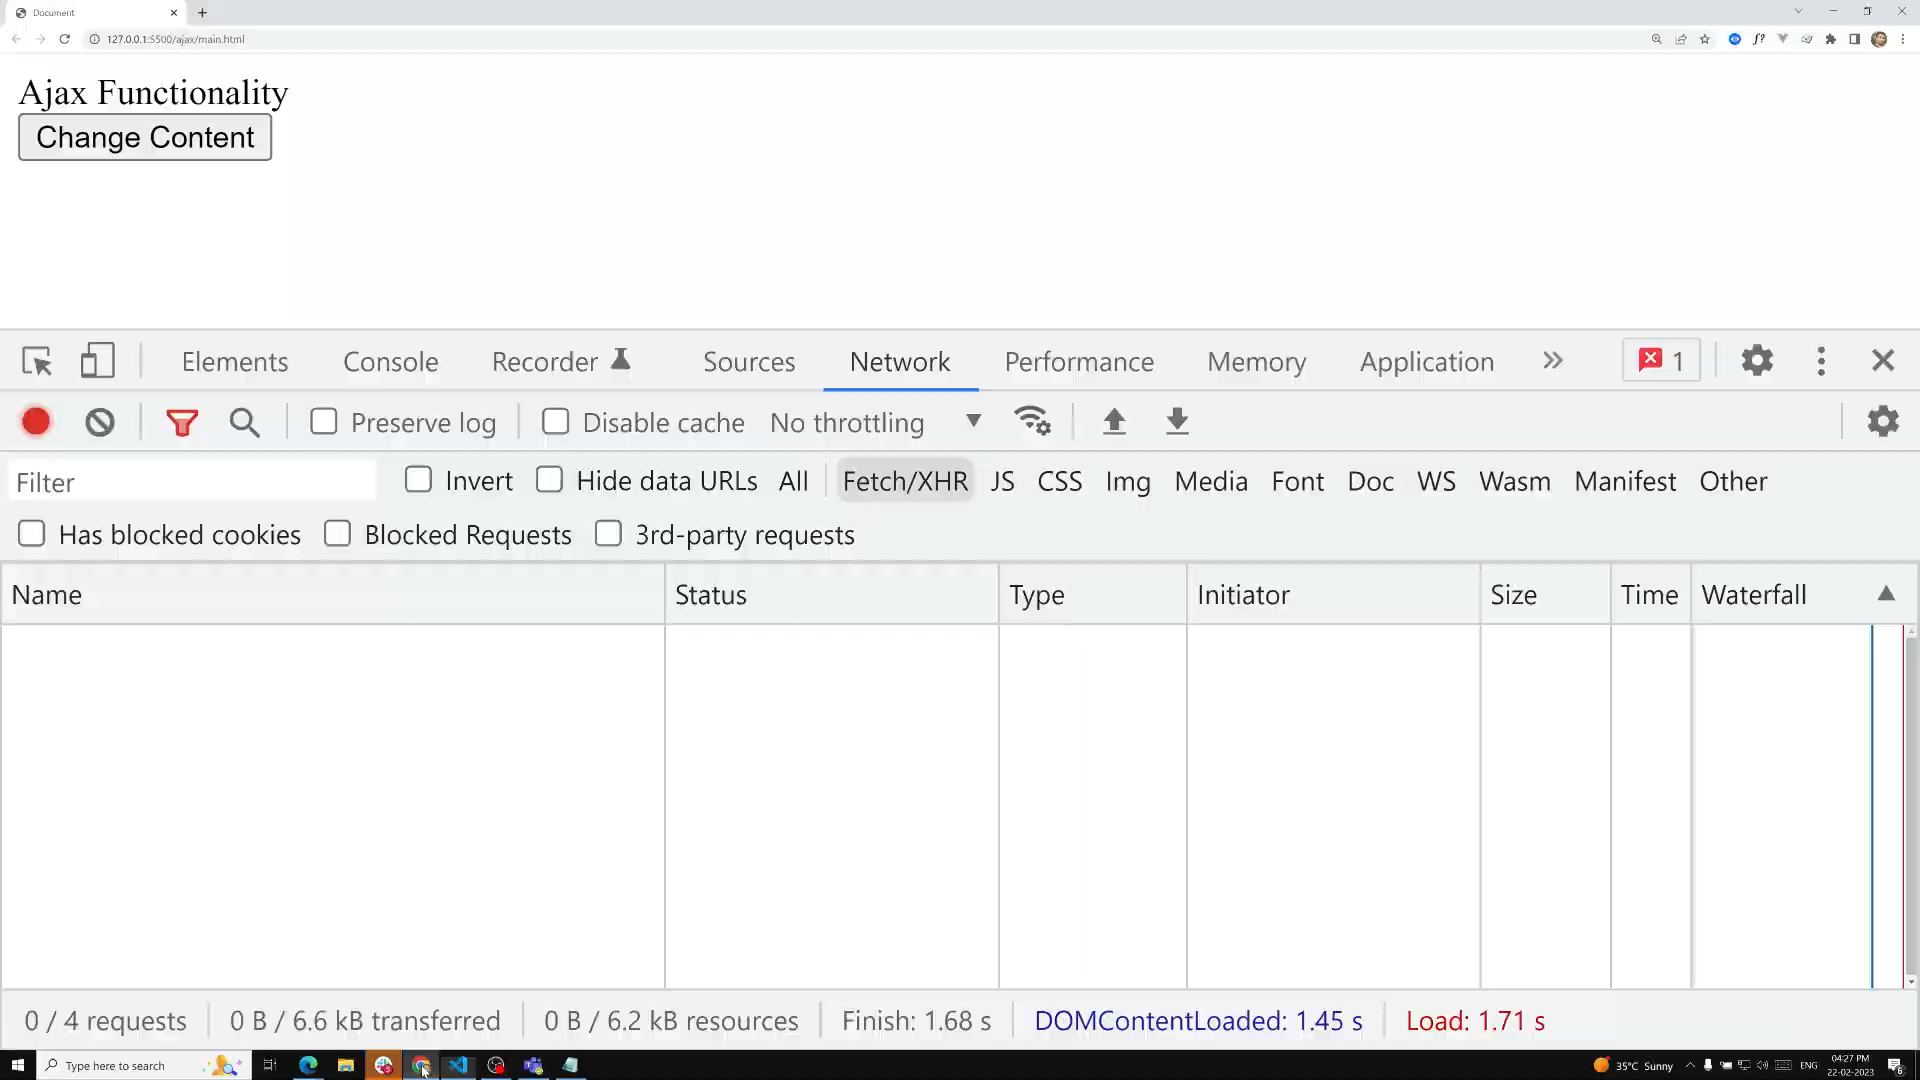 Document
127.0.0.1:5500/ajax/main.html
Ajax Functionality
Change Content
Elements Console Recorder Sources Network Performance Memory Application 1
Preserve log Disable cache No throttling
Filter Invert Hide data URLs All Fetch/XHR JS CSS Img Media Font Doc WS Wasm Manifest Other
Has blocked cookies Blocked Requests 3rd-party requests
Name Status Type Initiator Size Time Waterfall
0 / 4 requests 0 B / 6.6 kB transferred 0 B / 6.2 kB resources Finish: 1.68 s DOMContentLoaded: 1.45 s Load: 1.71 s
Type here to search 35°C Sunny ENG 04:27 PM
22-02-2023